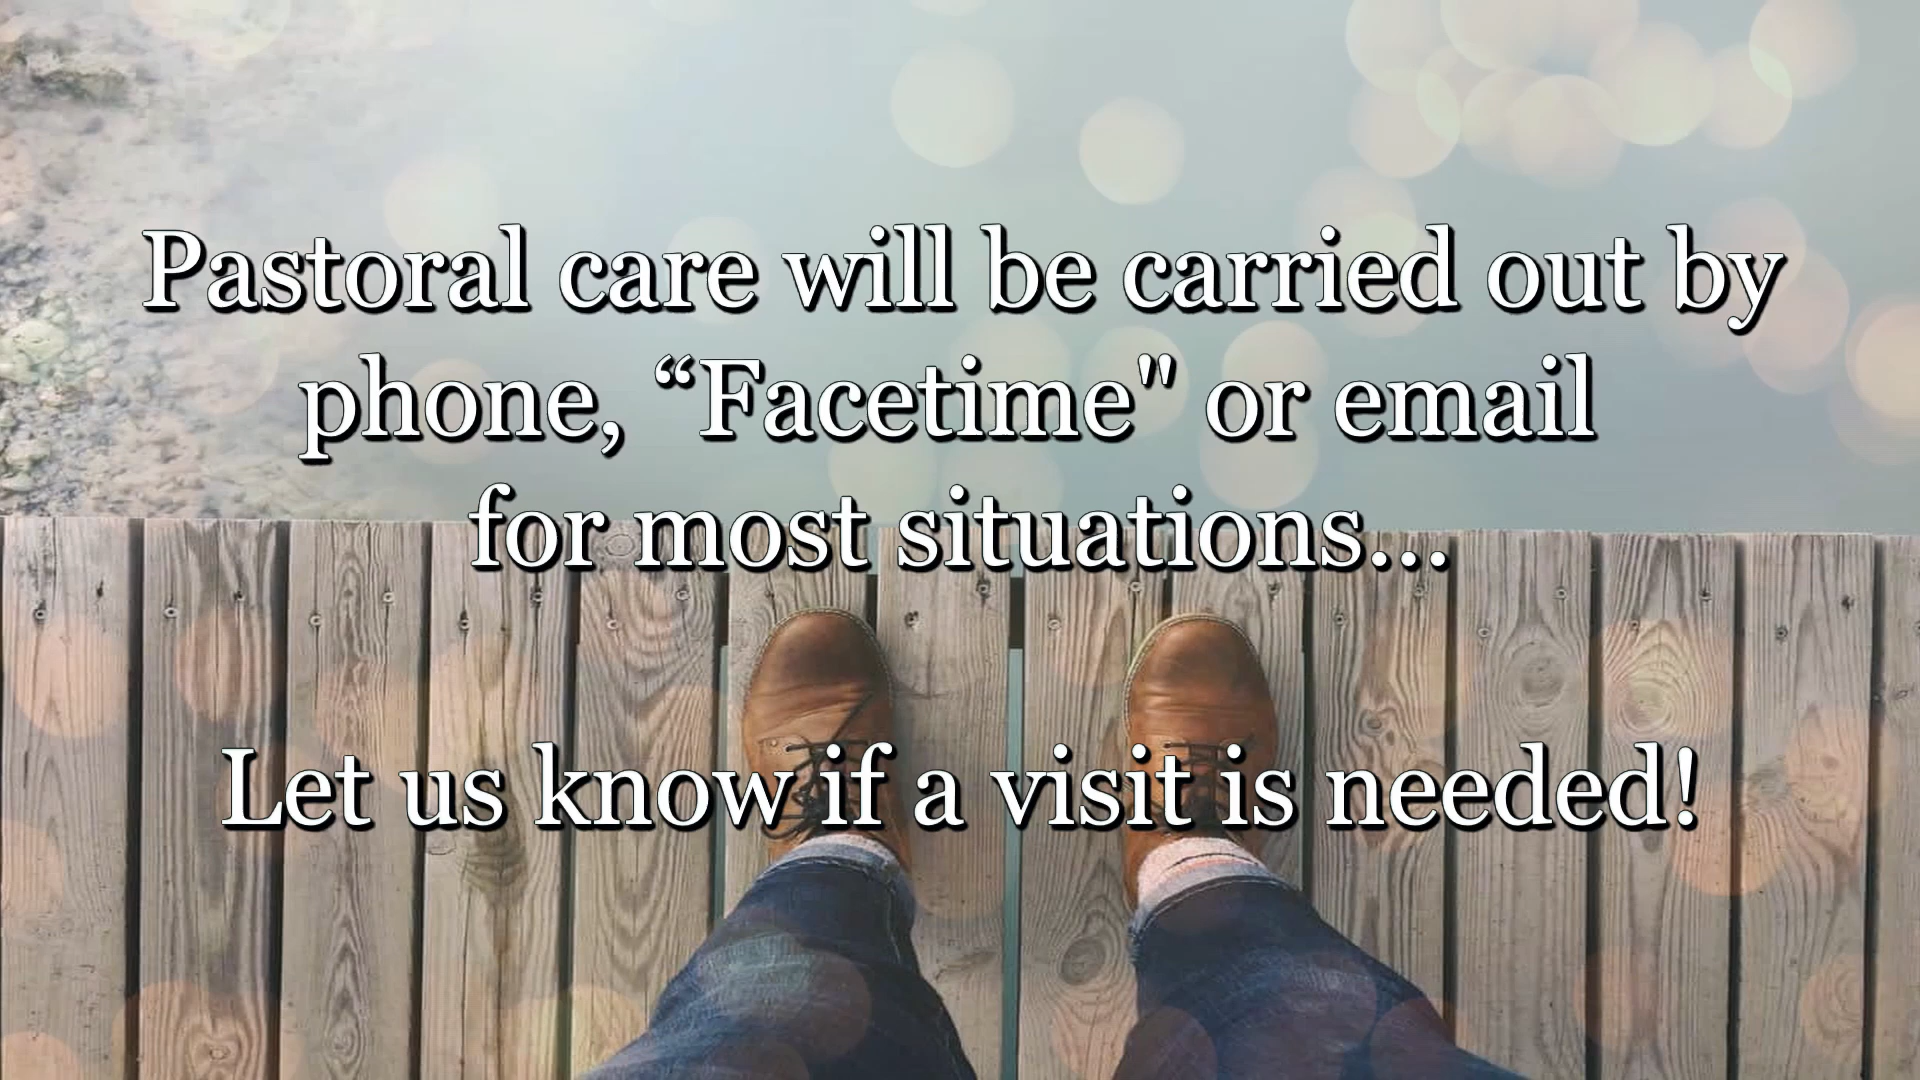 Pastoral care will be carried out by
phone, “Facetime" or email
for most situations...
Let us know if a visit is needed!